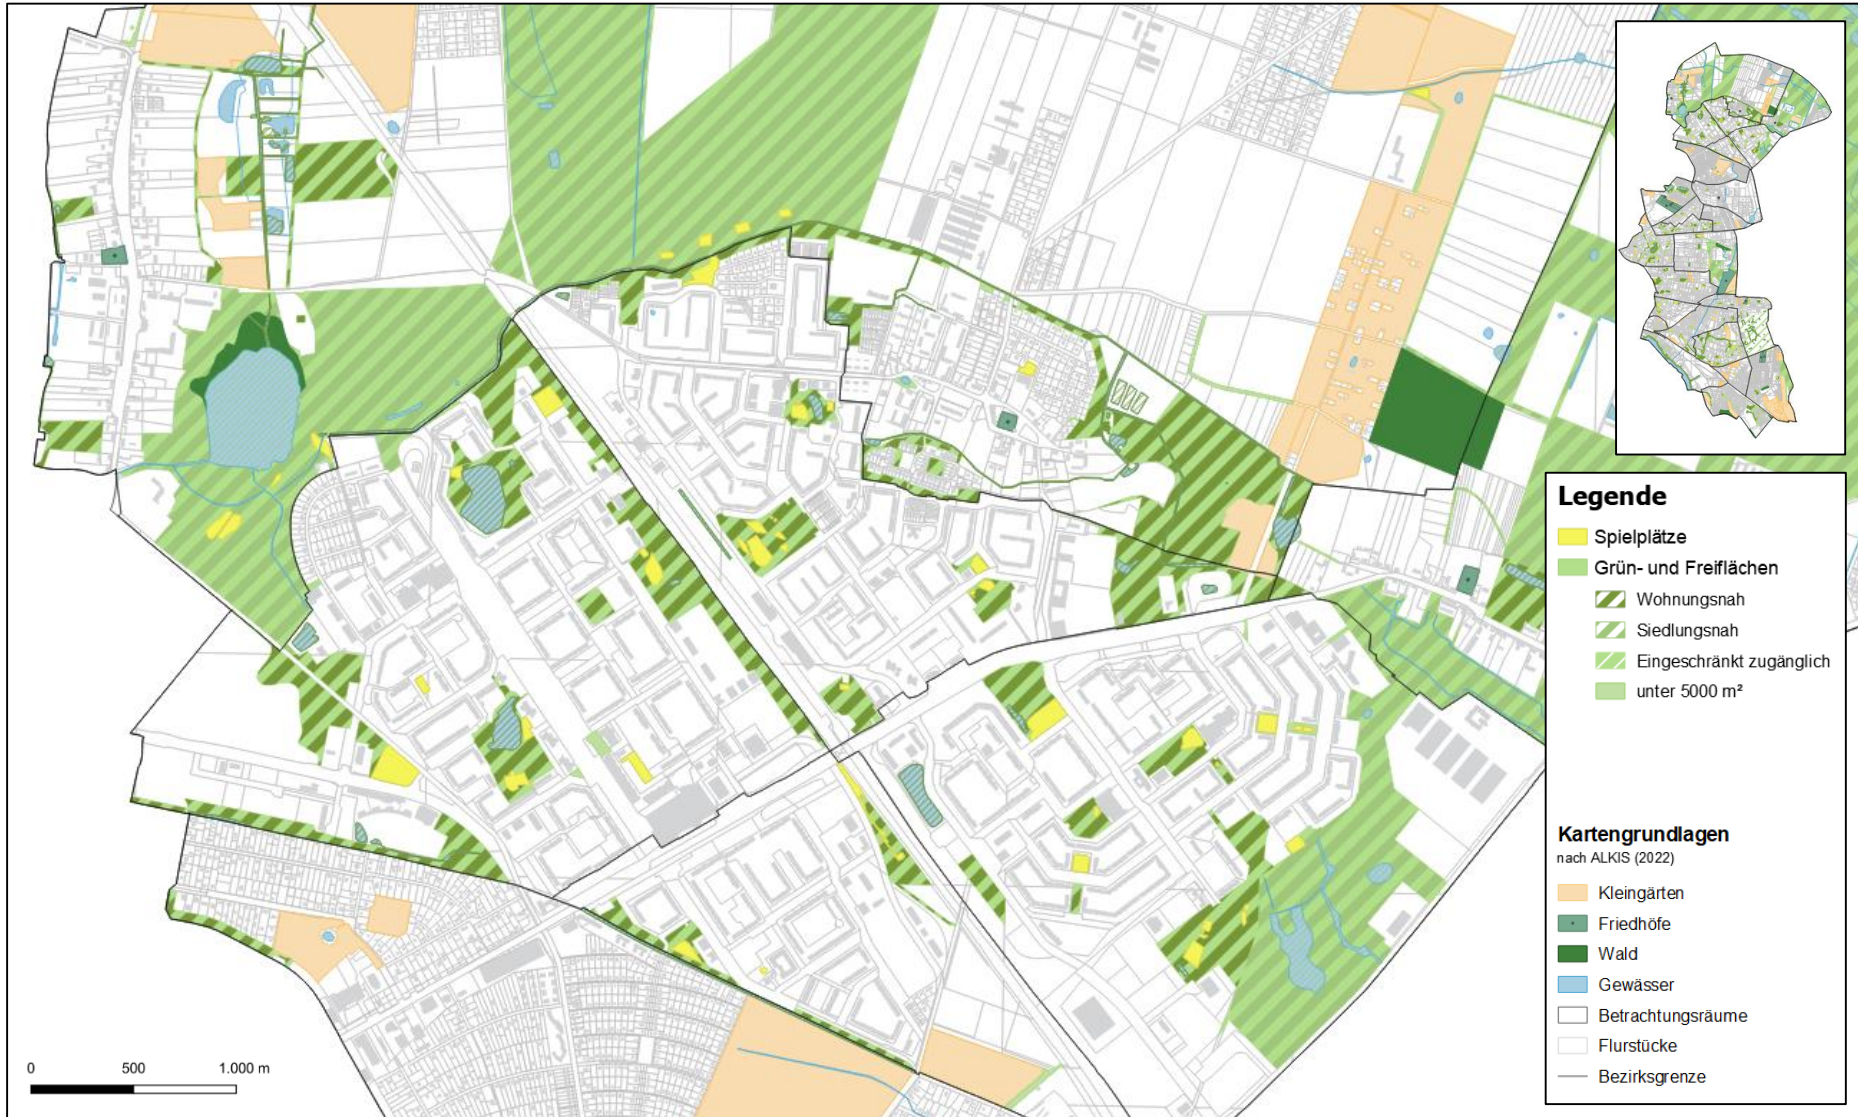 Legende
Spielplätze
Grün- und Freiflächen
Wohnungsnah
Siedlungsnah
Eingeschränkt zugänglich
unter 5000 m²
Kartengrundlagen
nach ALKIS (2022)
Kleingärten
Friedhöfe
Wald
Gewässer
Betrachtungsräume
Flurstücke
Bezirksgrenze
0 500 1.000 m